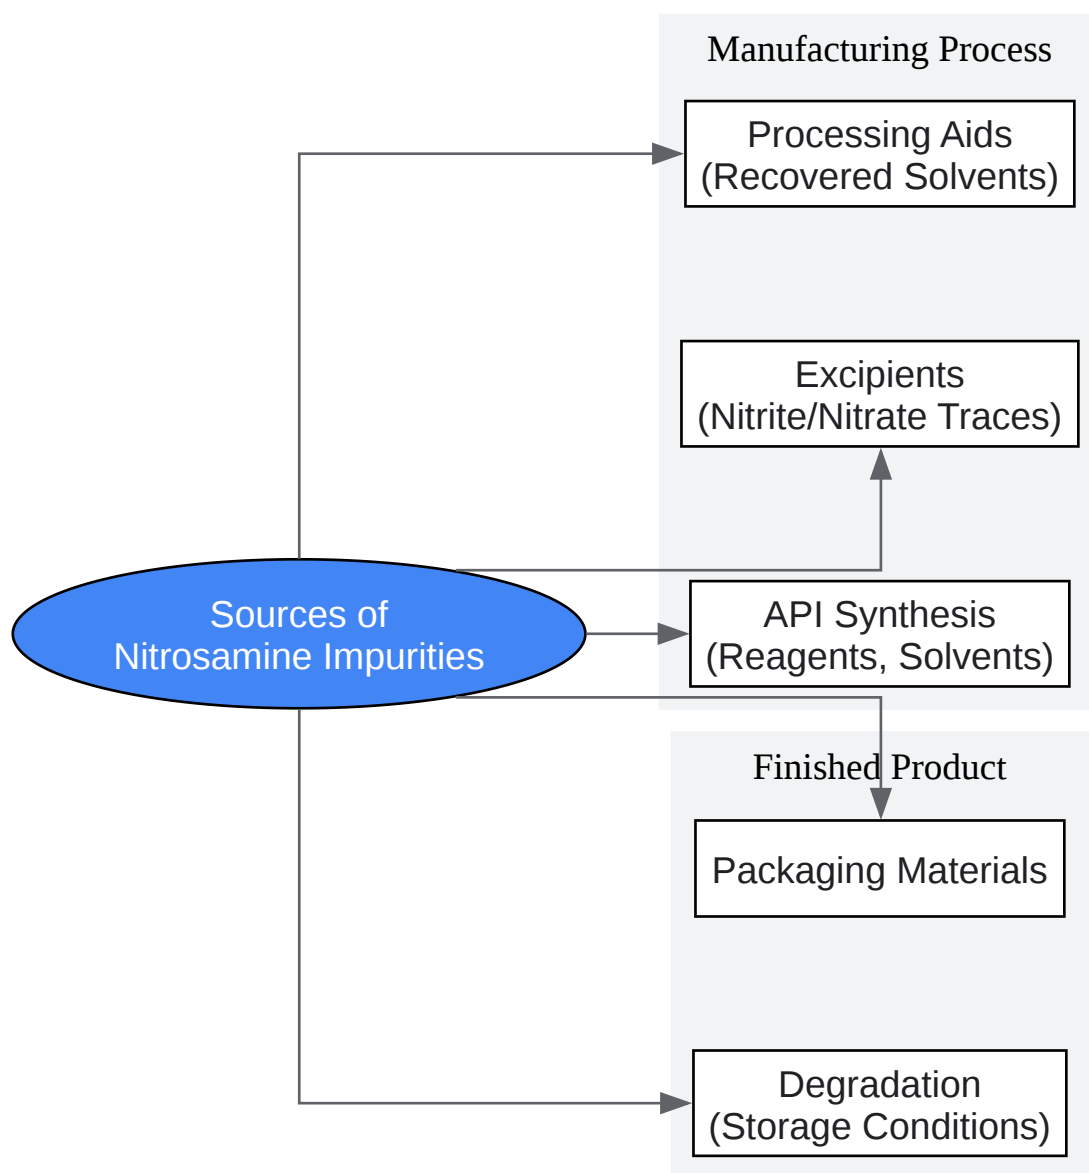 Manufacturing Process
Processing Aids
(Recovered Solvents)
Excipients
(Nitrite/Nitrate Traces)
Sources of
Nitrosamine Impurities
API Synthesis
(Reagents, Solvents)
Finished Product
Packaging Materials
Degradation
(Storage Conditions)